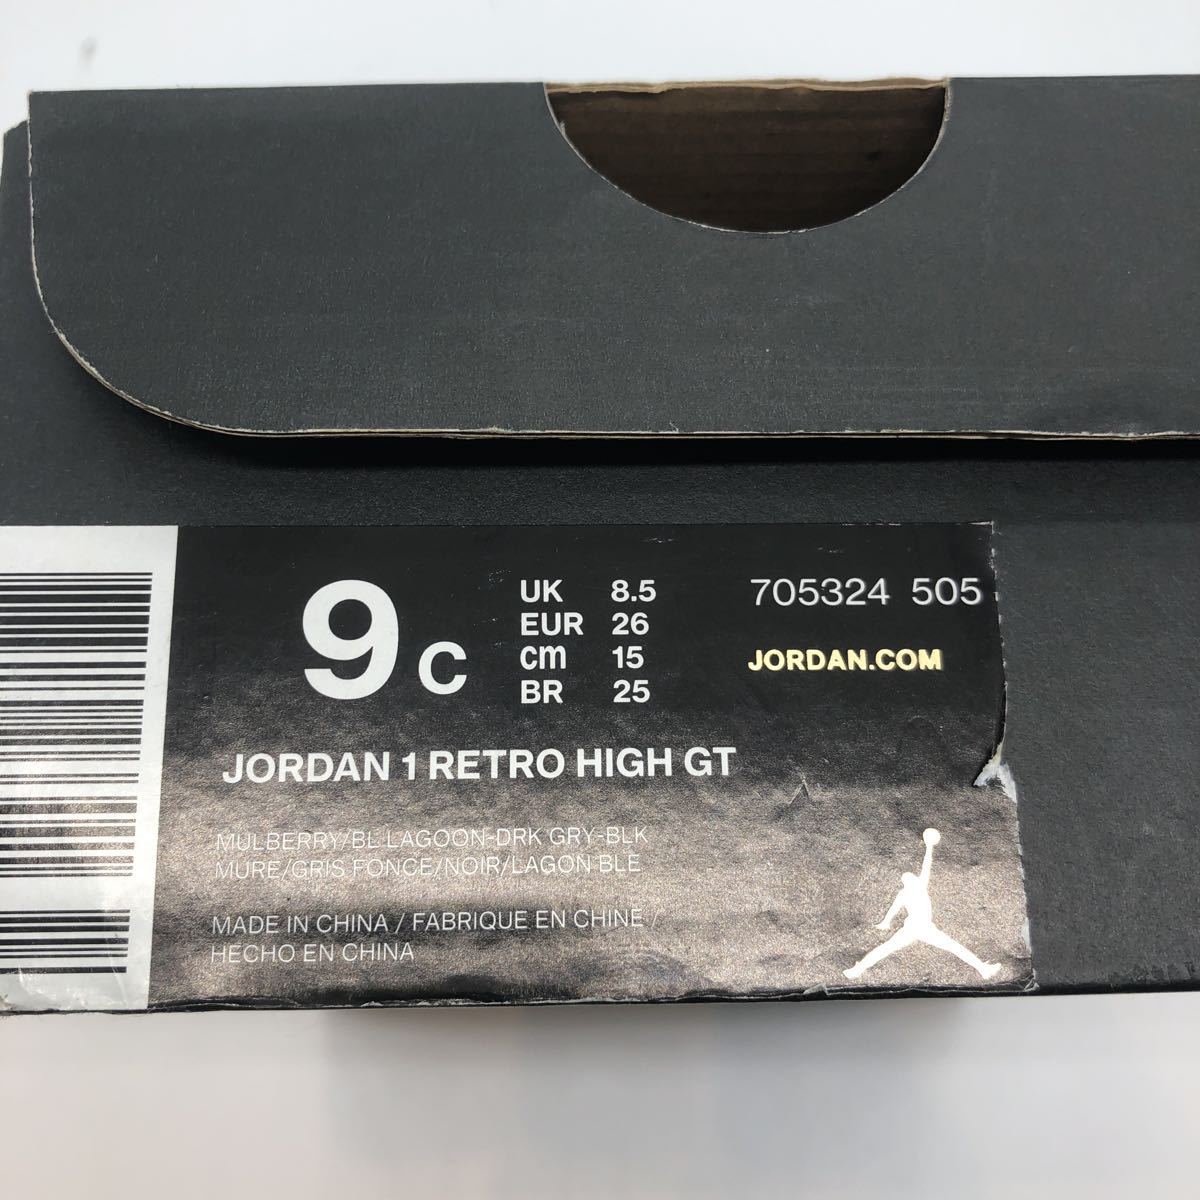 9 C
UK 8.5
EUR 26
cm 15
BR 25
705324 505
JORDAN.COM
JORDAN 1 RETRO HIGH GT
MULBERRY/BL LAGOON-DRK GRY-BLK
MURE/GRIS FONCE/NOIR/LAGON BLE
MADE IN CHINA / FABRIQUE EN CHINE /
HECHO EN CHINA